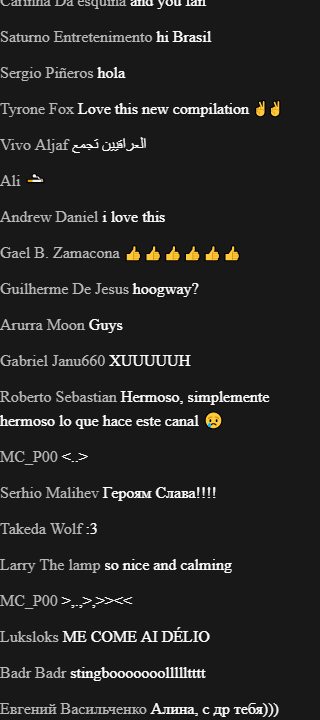 Carinha Da esquina and you fan
Saturno Entretenimento hi Brasil
Sergio Piñeros hola
Tyrone Fox Love this new compilation ✌✌
Vivo Aljaf العراقيين تجمع
Ali 🚬
Andrew Daniel i love this
Gael B. Zamacona 👍👍👍👍👍👍
Guilherme De Jesus hoogway?
Arurra Moon Guys
Gabriel Janu660 XUUUUUH
Roberto Sebastian Hermoso, simplemente
hermoso lo que hace este canal 😢
MC_P00 <..>
Serhio Malihev Героям Слава!!!!
Takeda Wolf :3
Larry The lamp so nice and calming
MC_P00 >,.,>,>><<
Luksloks ME COME AI DÉLIO
Badr Badr stingbooooooollllltttt
Евгений Васильченко Алина, с др тебя)))